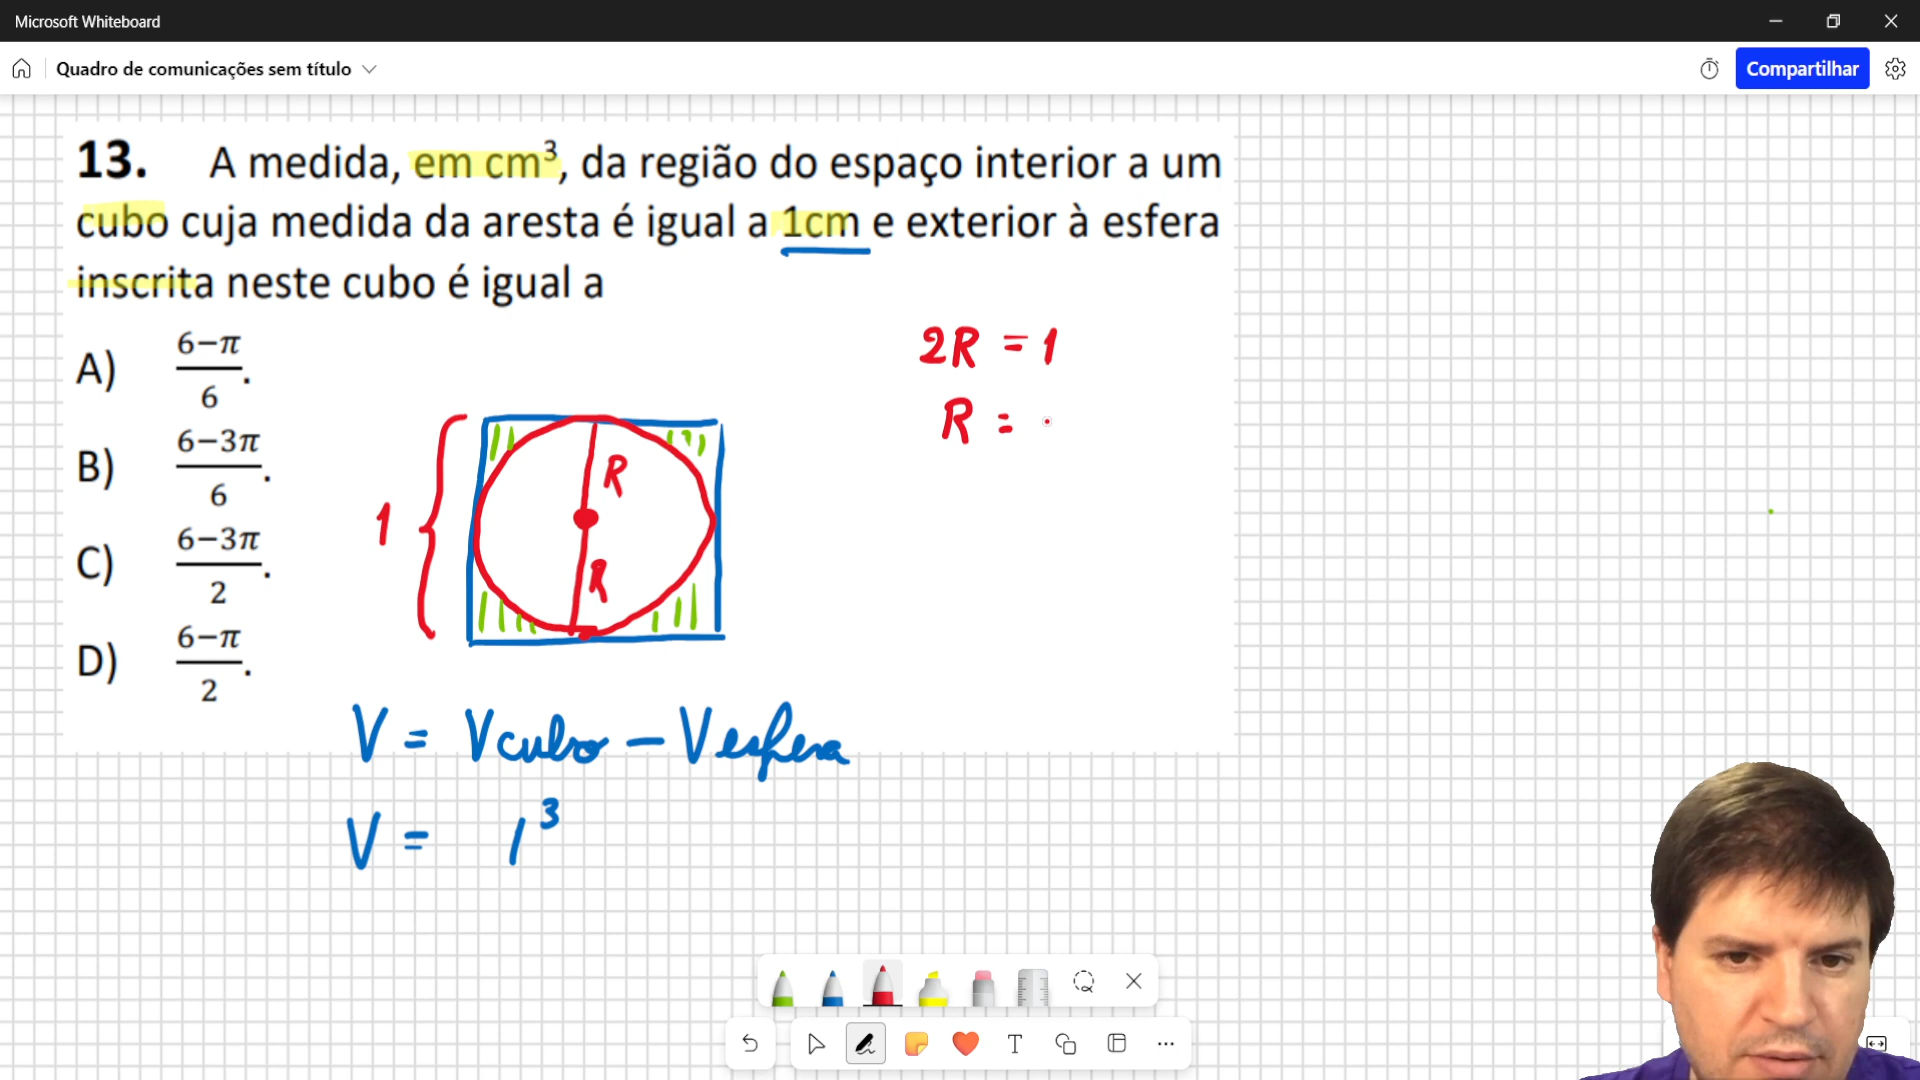 Microsoft Whiteboard
Quadro de comunicações sem título
Compartilhar
13. A medida, em cm³, da região do espaço interior a um
cubo cuja medida da aresta é igual a 1cm e exterior à esfera
inscrita neste cubo é igual a
A) 6−π
6 .
B) 6−3π
6 .
C) 6−3π
2 .
D) 6−π
2 .
2R = 1
R =
1
R
R
V = Vcubo − Vesfera
V = 1³